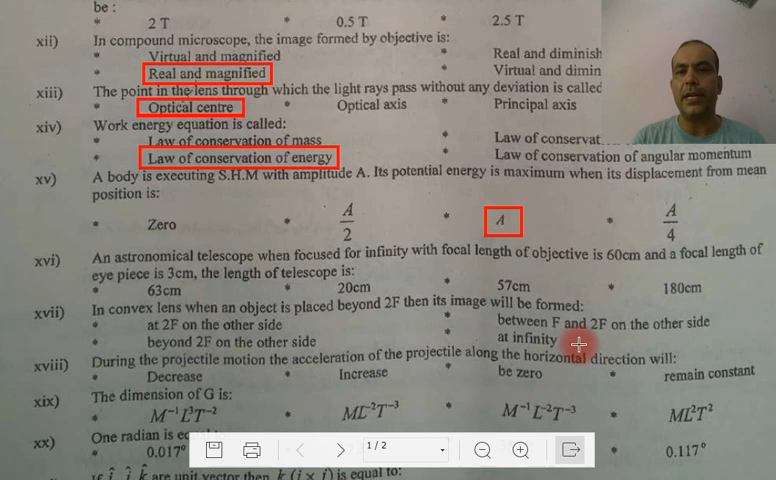 be :
* 2 T * 0.5 T * 2.5 T
xii) In compound microscope, the image formed by objective is:
* Virtual and magnified * Real and diminish
* Real and magnified * Virtual and dimin
xiii) The point in the lens through which the light rays pass without any deviation is called
* Optical centre * Optical axis * Principal axis
xiv) Work energy equation is called:
* Law of conservation of mass * Law of conservat
* Law of conservation of energy * Law of conservation of angular momentum
xv) A body is executing S.H.M with amplitude A. Its potential energy is maximum when its displacement from mean
position is:
* Zero * A/2 * A * A/4
xvi) An astronomical telescope when focused for infinity with focal length of objective is 60cm and a focal length of
eye piece is 3cm, the length of telescope is:
* 63cm * 20cm * 57cm * 180cm
xvii) In convex lens when an object is placed beyond 2F then its image will be formed:
* at 2F on the other side * between F and 2F on the other side
* beyond 2F on the other side * at infinity
xviii) During the projectile motion the acceleration of the projectile along the horizontal direction will:
* Decrease * Increase * be zero * remain constant
xix) The dimension of G is:
* M⁻¹L³T⁻² * ML⁻²T⁻³ * M⁻¹L⁻²T⁻³ * ML²T²
xx) One radian is eq
* 0.017° * 0.117°
1 / 2
If î, ĵ, k̂ are unit vector then is equal to: